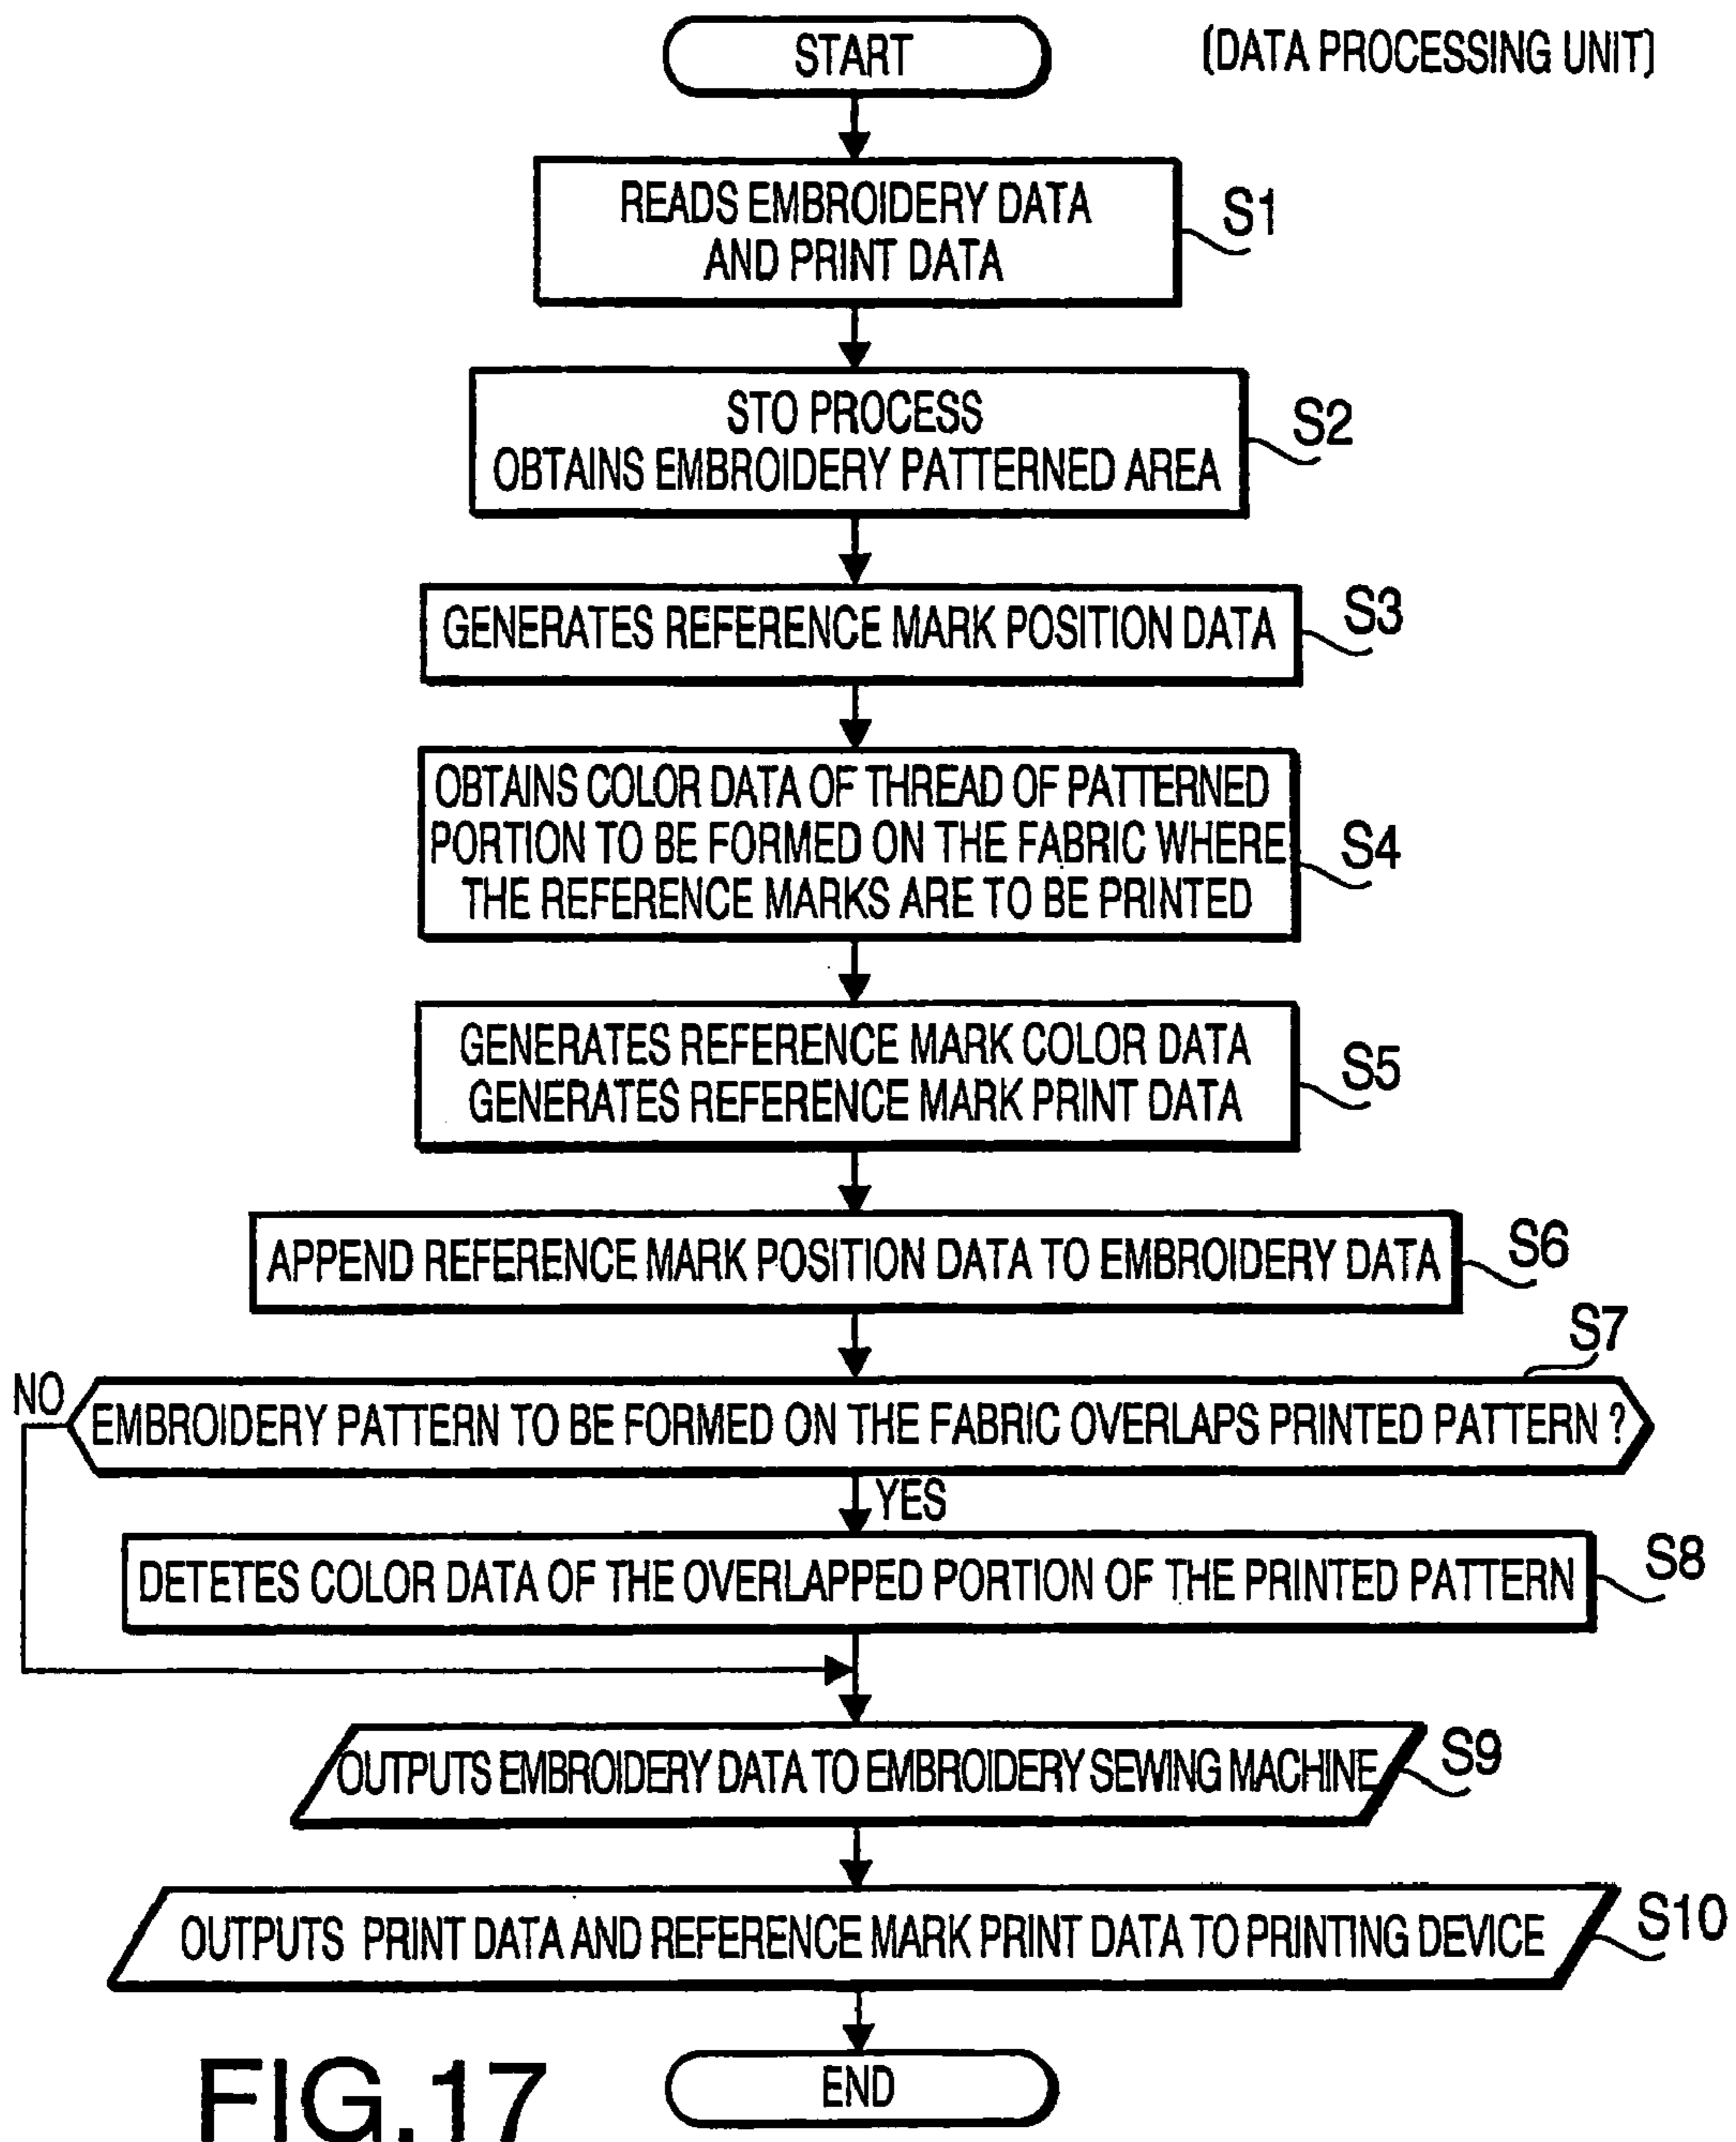 START
(DATA PROCESSING UNIT)
READS EMBROIDERY DATA
AND PRINT DATA
S1
STO PROCESS
OBTAINS EMBROIDERY PATTERNED AREA
S2
GENERATES REFERENCE MARK POSITION DATA
S3
OBTAINS COLOR DATA OF THREAD OF PATTERNED
PORTION TO BE FORMED ON THE FABRIC WHERE
THE REFERENCE MARKS ARE TO BE PRINTED
S4
GENERATES REFERENCE MARK COLOR DATA
GENERATES REFERENCE MARK PRINT DATA
S5
APPEND REFERENCE MARK POSITION DATA TO EMBROIDERY DATA
S6
S7
NO
EMBROIDERY PATTERN TO BE FORMED ON THE FABRIC OVERLAPS PRINTED PATTERN ?
YES
DETETES COLOR DATA OF THE OVERLAPPED PORTION OF THE PRINTED PATTERN
S8
OUTPUTS EMBROIDERY DATA TO EMBROIDERY SEWING MACHINE
S9
OUTPUTS PRINT DATA AND REFERENCE MARK PRINT DATA TO PRINTING DEVICE
S10
END
FIG.17